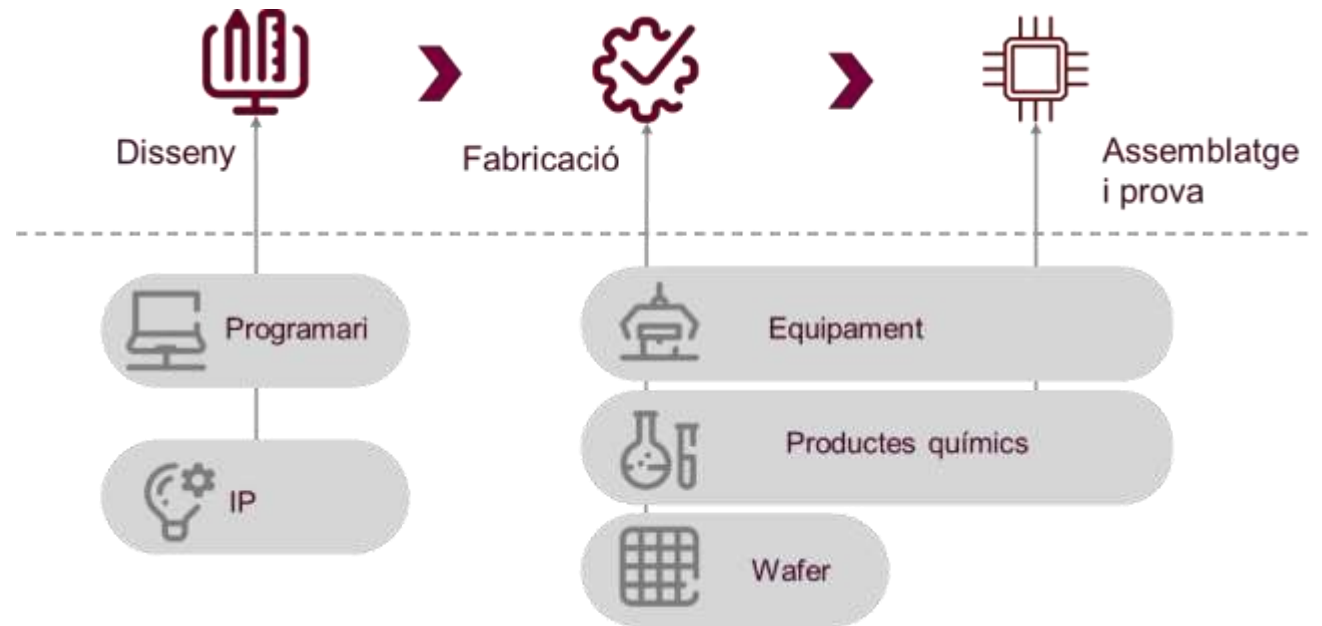 Disseny
Fabricació
Assemblatge
i prova
Programari
IP
Equipament
Productes químics
Wafer